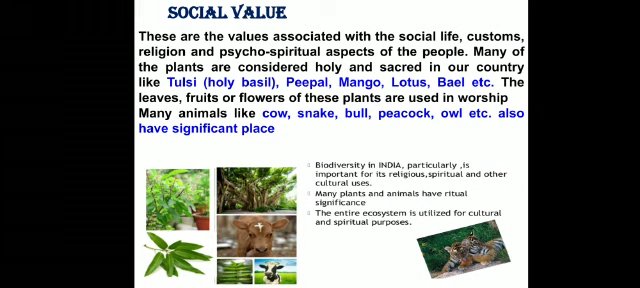 SOCIAL VALUE
These are the values associated with the social life, customs,
religion and psycho-spiritual aspects of the people. Many of
the plants are considered holy and sacred in our country
like Tulsi (holy basil), Peepal, Mango, Lotus, Bael etc. The
leaves, fruits or flowers of these plants are used in worship
Many animals like cow, snake, bull, peacock, owl etc. also
have significant place
Biodiversity in INDIA, particularly ,is
important for its religious,spiritual and other
cultural uses.
Many plants and animals have ritual
significance
The entire ecosystem is utilized for cultural
and spiritual purposes.